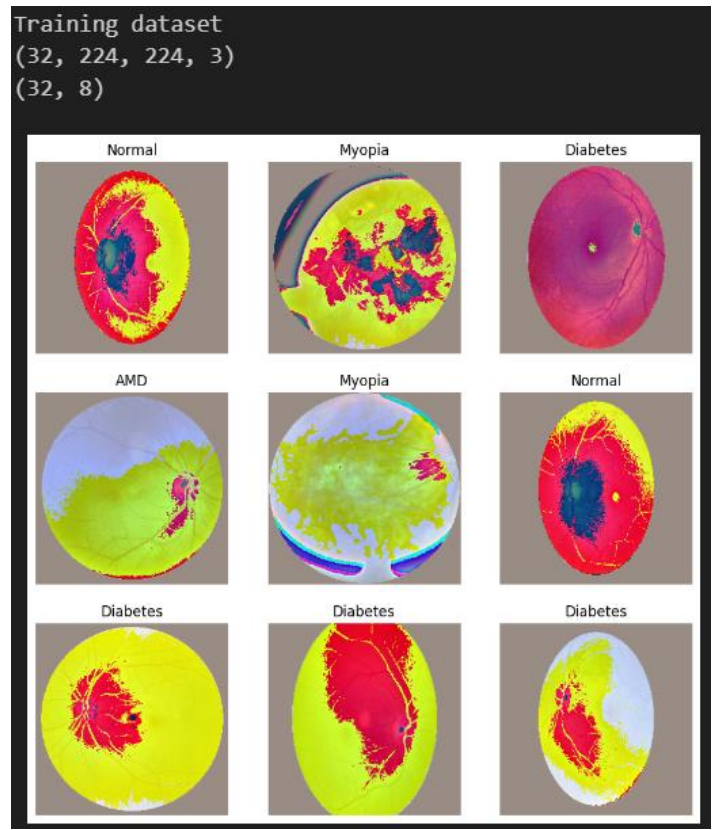 Training dataset
(32, 224, 224, 3)
(32, 8)
Normal
Myopia
Diabetes
AMD
Myopia
Normal
Diabetes
Diabetes
Diabetes